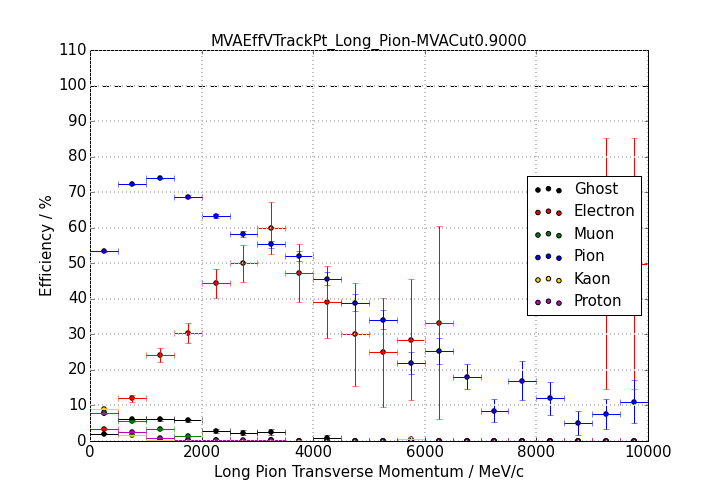 MVAEffVTrackPt_Long_Pion-MVACut0.9000
110
100
90
80
70
60
50
40
30
20
10
0
Efficiency / %
Ghost
Electron
Muon
Pion
Kaon
Proton
0 2000 4000 6000 8000 10000
Long Pion Transverse Momentum / MeV/c